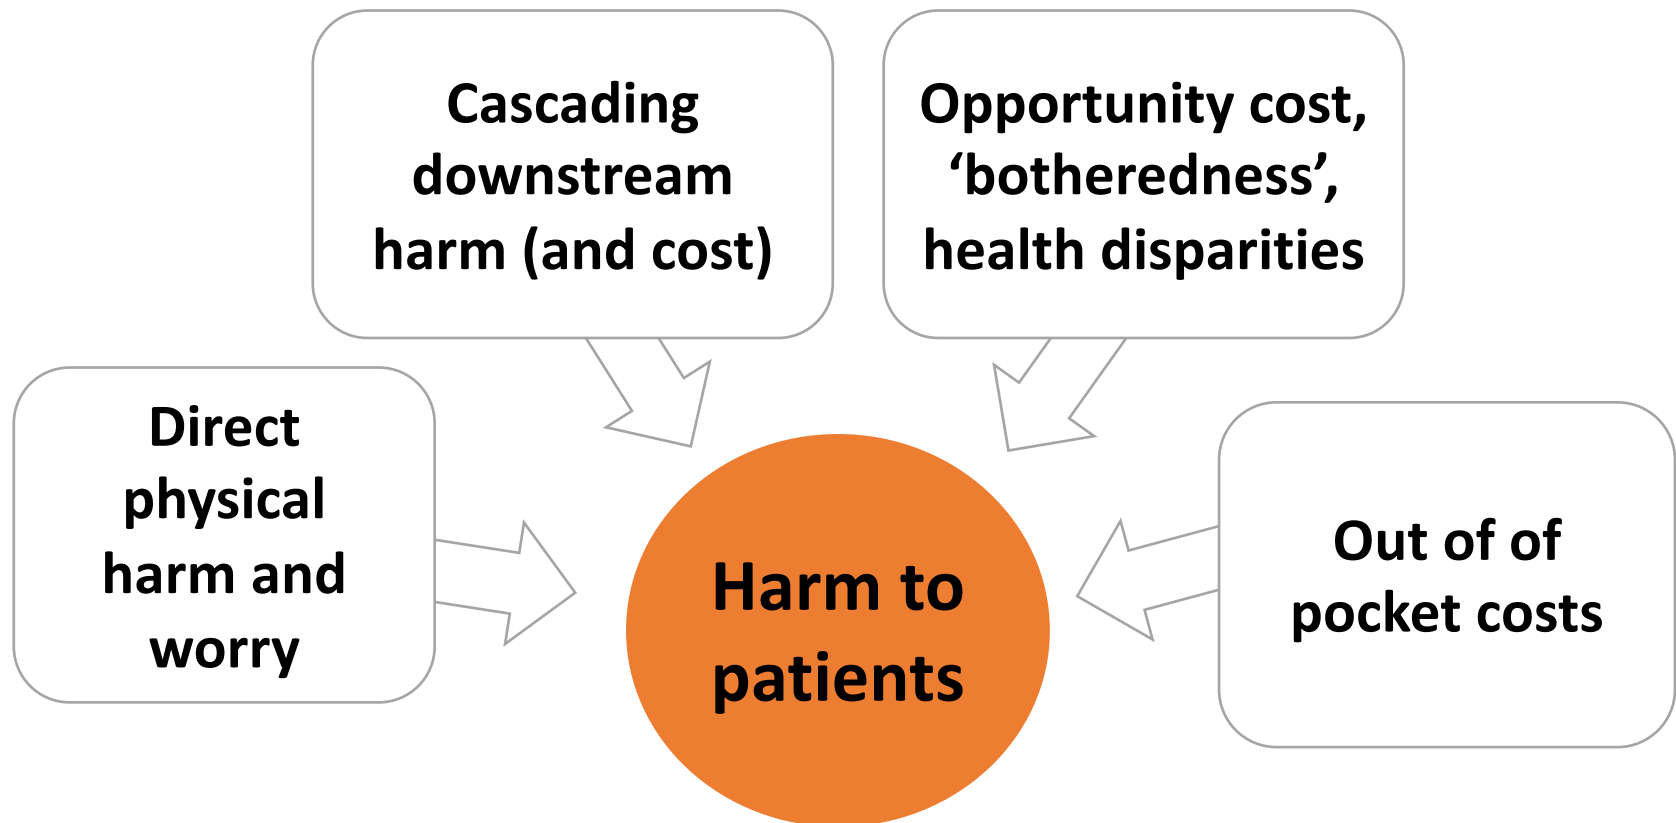 Cascading
downstream
harm (and cost)
Opportunity cost,
‘botheredness’,
health disparities
Direct
physical
harm and
worry
Harm to
patients
Out of of
pocket costs